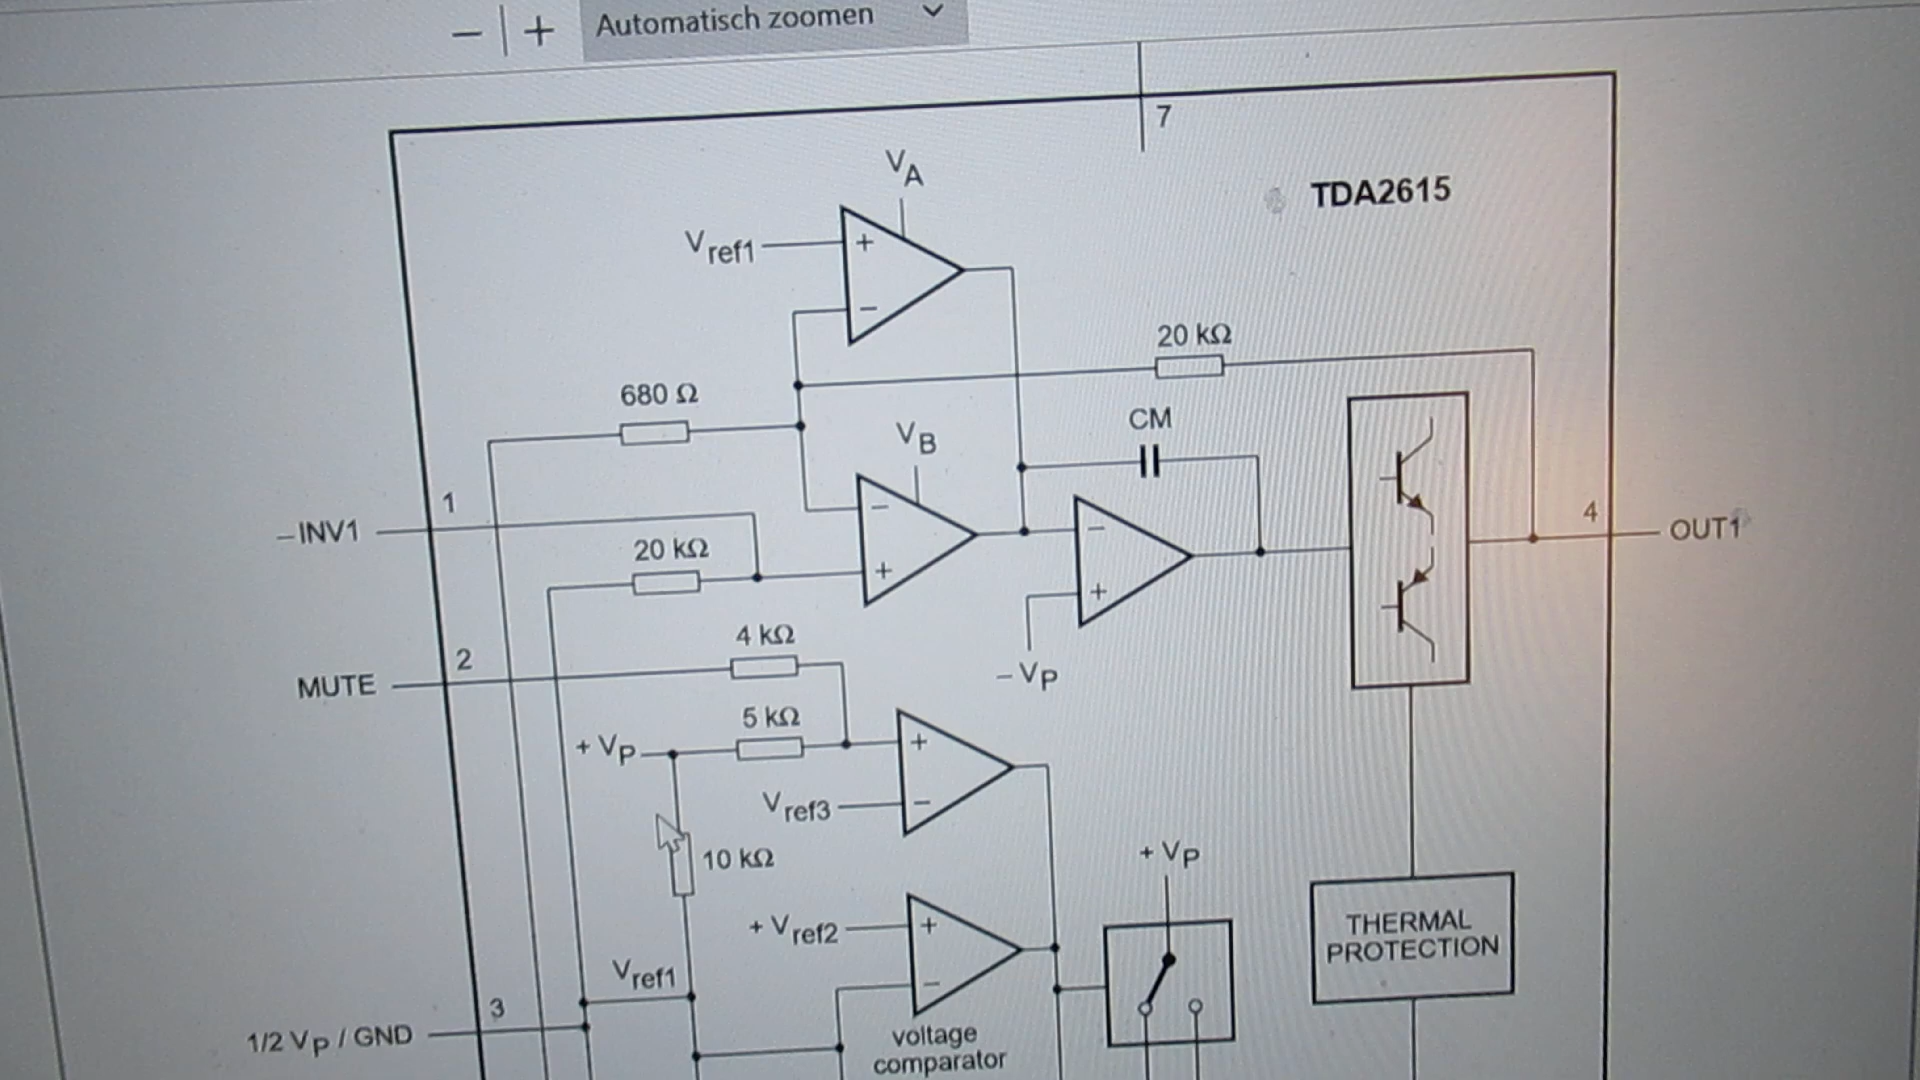 − | + Automatisch zoomen
7
TDA2615
VA
Vref1
+
−
20 kΩ
680 Ω
CM
VB
1
−
−INV1
20 kΩ
+
−
+
4
OUT1
−VP
2
MUTE
4 kΩ
5 kΩ
+ VP
+
Vref3
−
10 kΩ
+ VP
+ Vref2
+
THERMAL
PROTECTION
Vref1
−
3
1/2 VP / GND
voltage
comparator